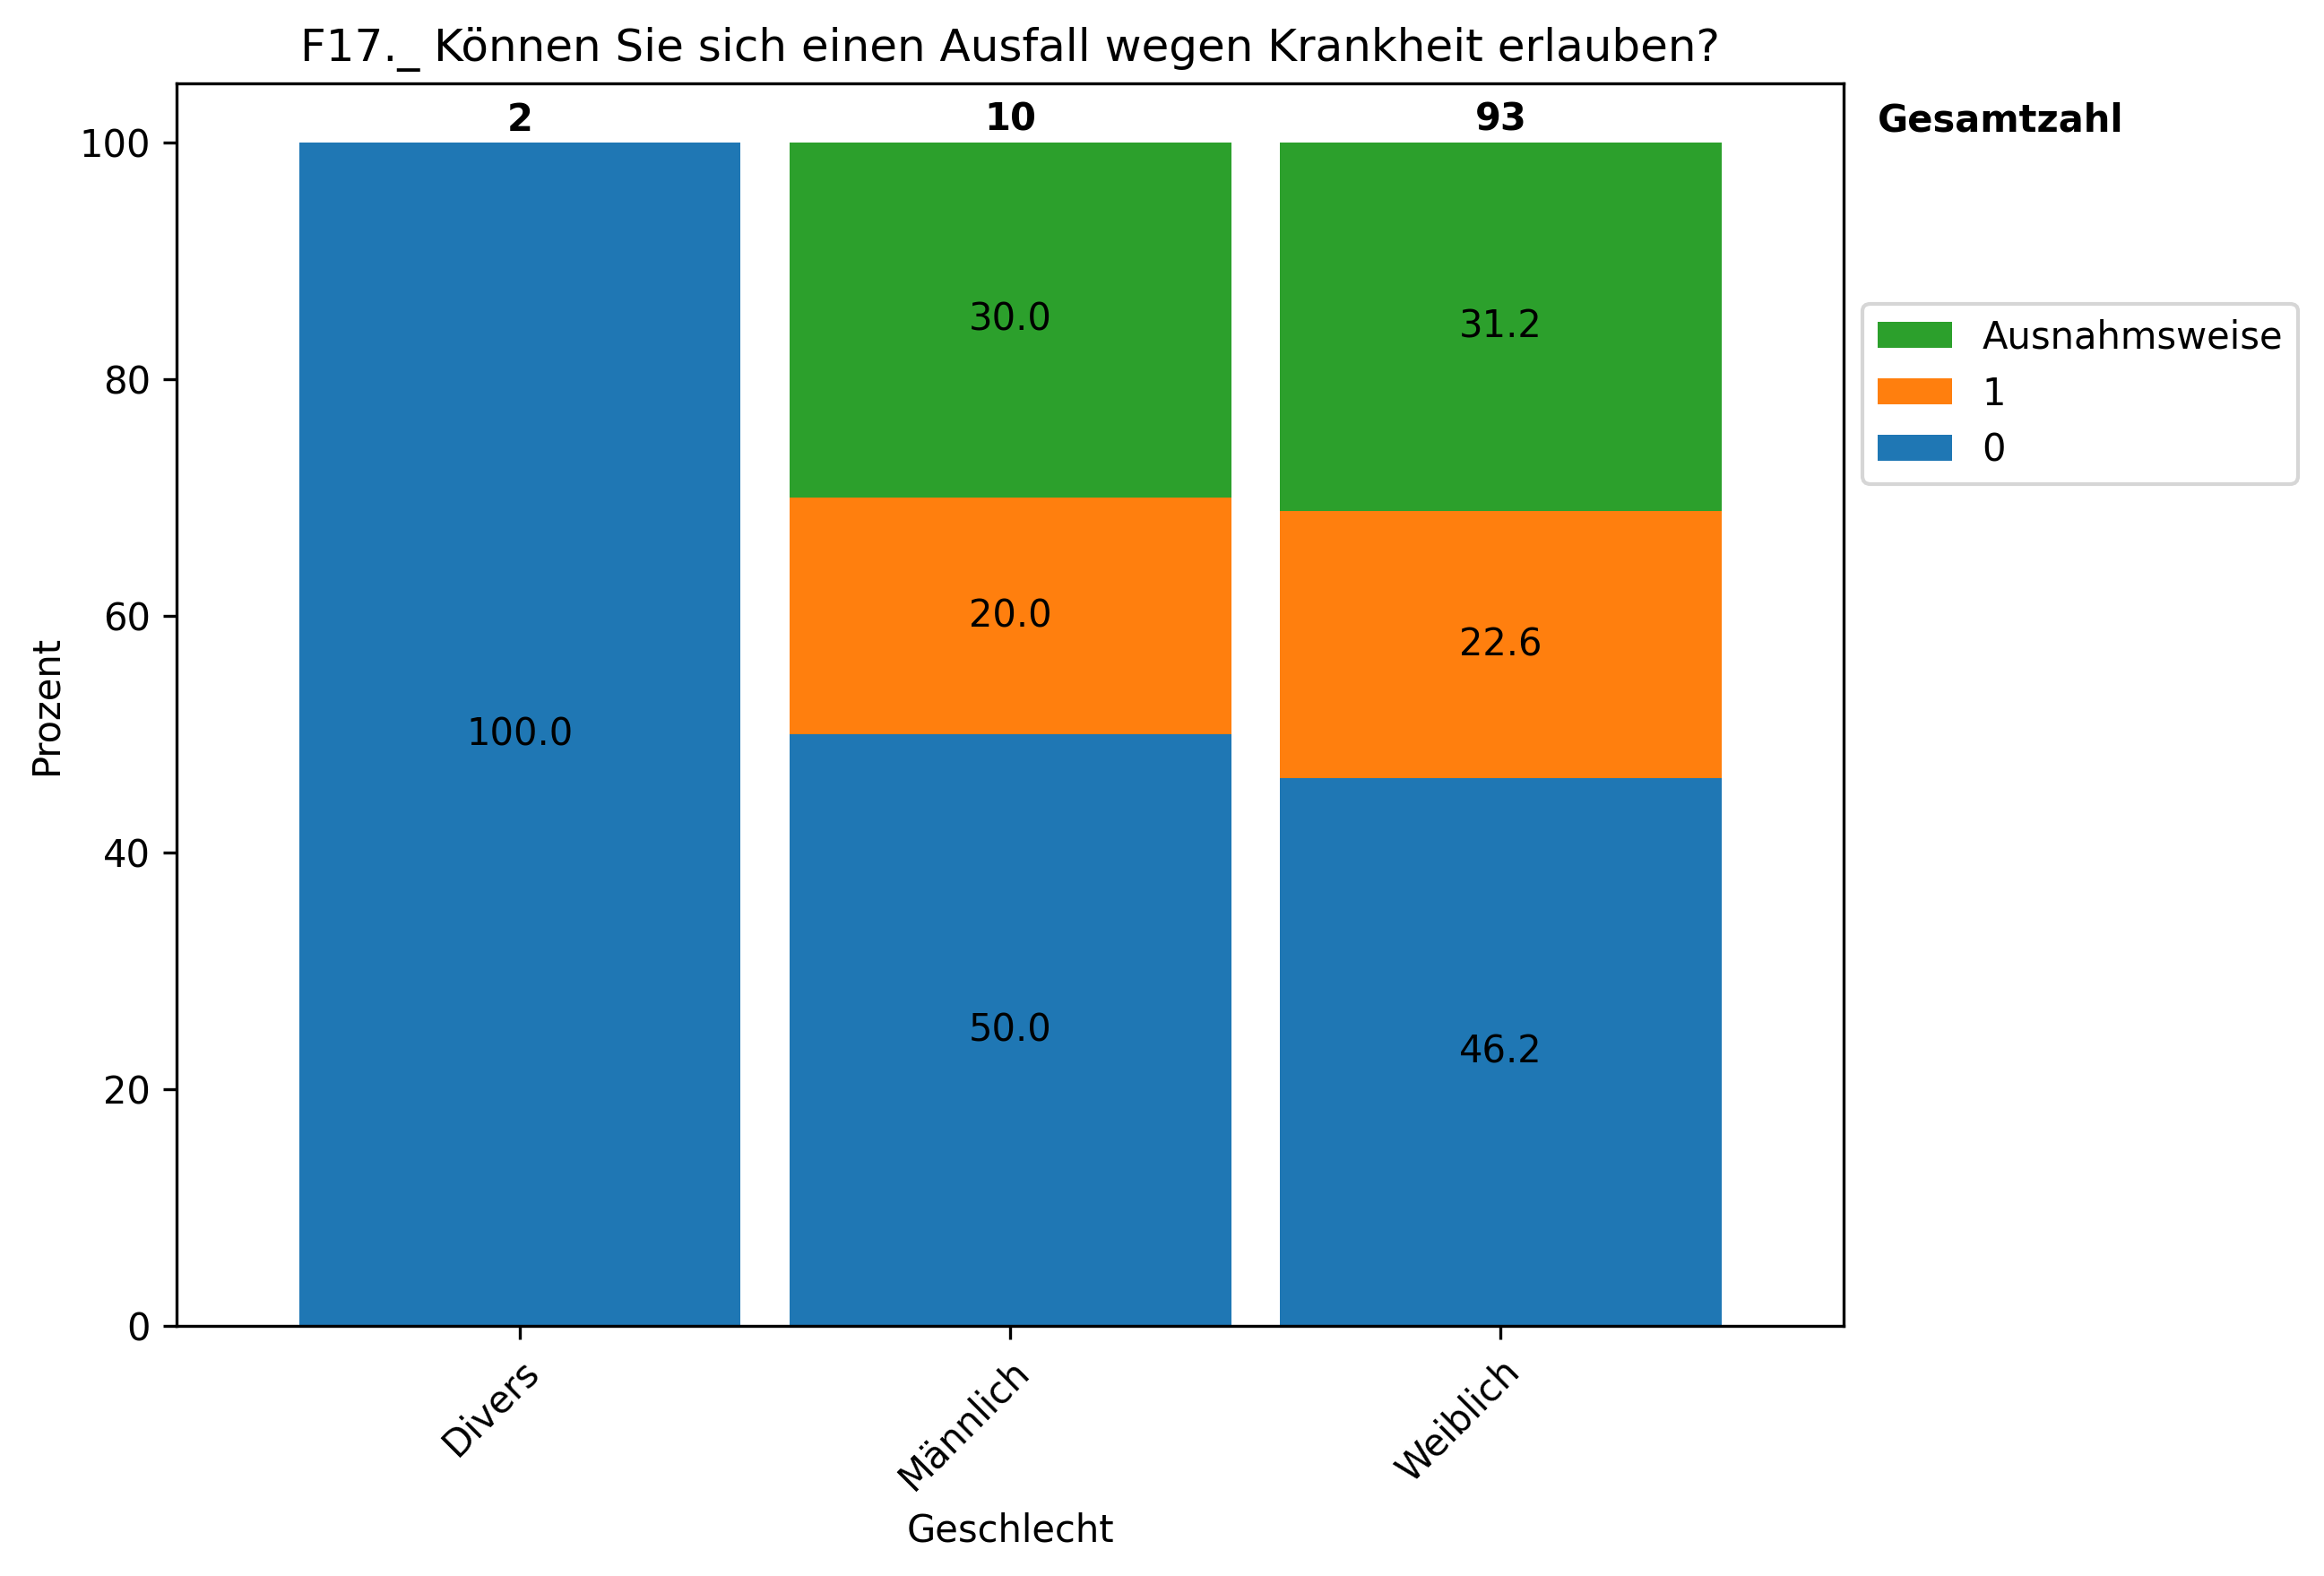 F17._ Können Sie sich einen Ausfall wegen Krankheit erlauben?
2 10 93 Gesamtzahl
100
80
60
40
20
0
Prozent
100.0
30.0
20.0
50.0
31.2
22.6
46.2
Ausnahmsweise
1
0
Divers
Männlich
Weiblich
Geschlecht